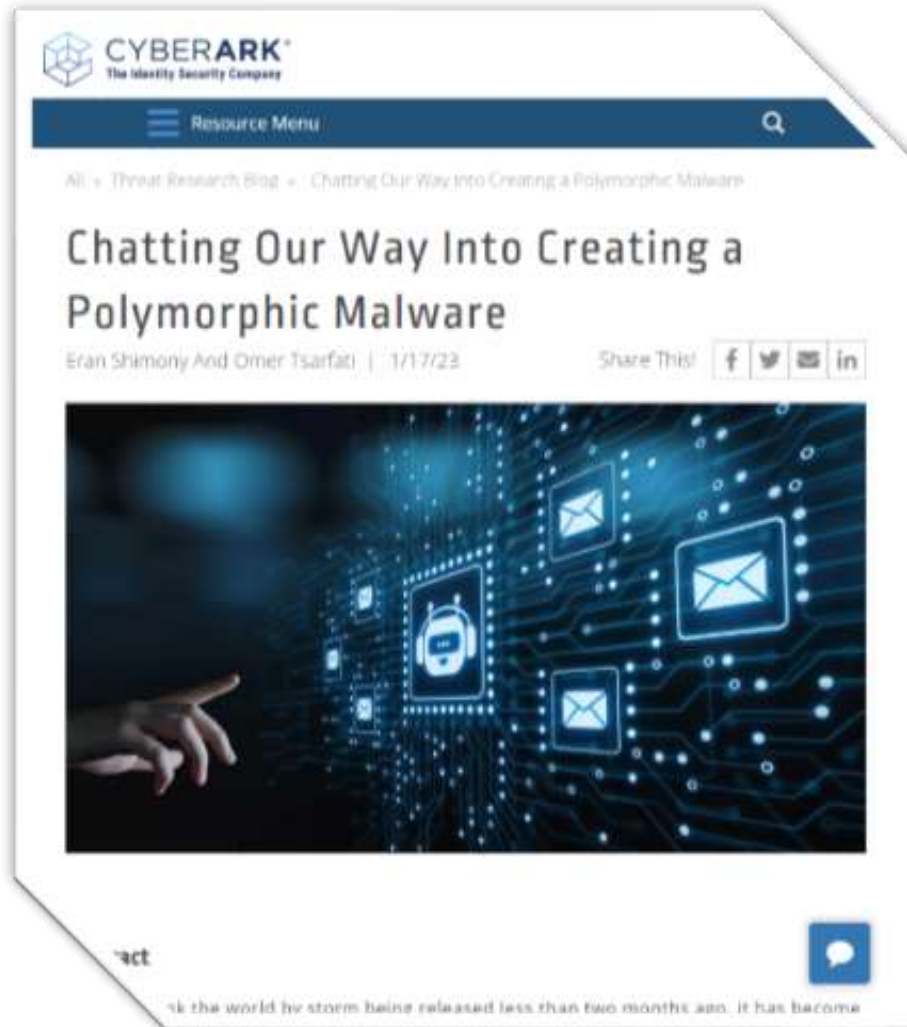 CYBERARK®
The Identity Security Company
Resource Menu
All » Threat Research Blog » Chatting Our Way Into Creating a Polymorphic Malware
Chatting Our Way Into Creating a
Polymorphic Malware
Eran Shimony And Omer Tsarfati | 1/17/23
Share This!
the world by storm being released less than two months ago. It has become